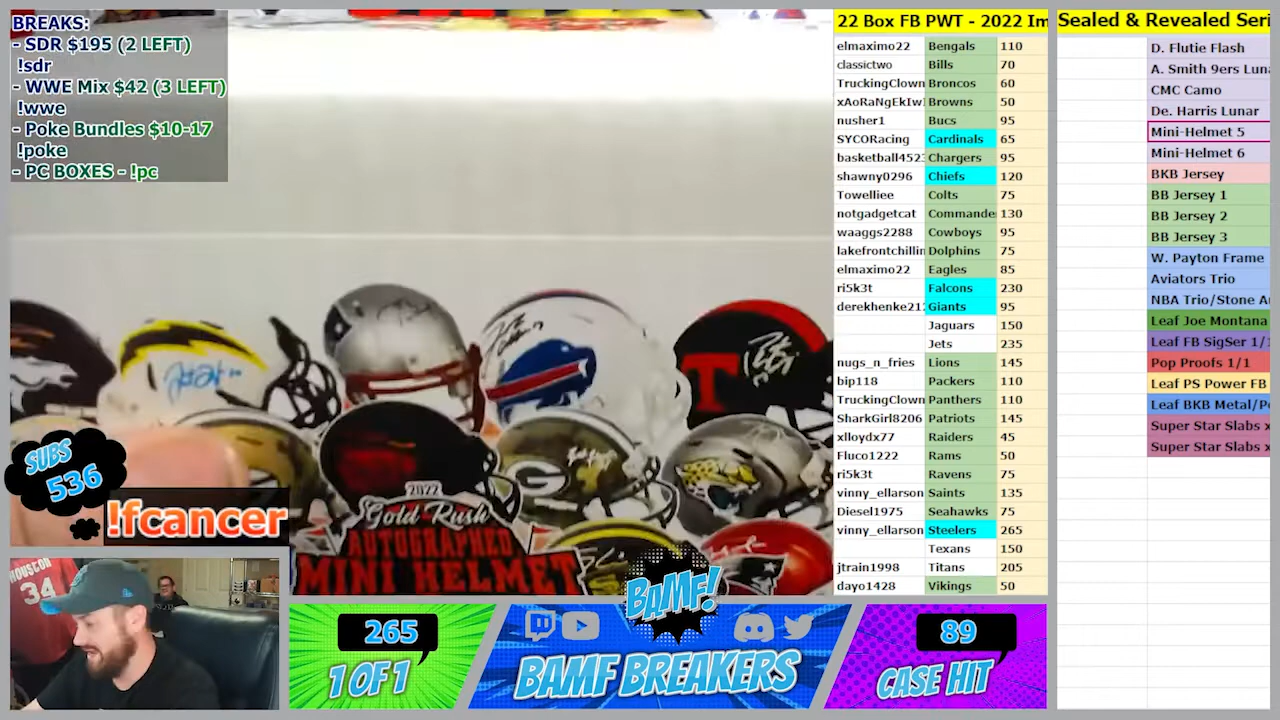 BREAKS:
- SDR $195 (2 LEFT)
!sdr
- WWE Mix $42 (3 LEFT)
!wwe
- Poke Bundles $10-17
!poke
- PC BOXES - !pc
22 Box FB PWT - 2022 Im
elmaximo22 Bengals 110
classictwo Bills 70
TruckingClown Broncos 60
xAoRaNgEkIw Browns 50
nusher1 Bucs 95
SYCORacing Cardinals 65
basketball4523 Chargers 95
shawny0296 Chiefs 120
Towelliee Colts 75
notgadgetcat Commande 130
waaggs2288 Cowboys 95
lakefrontchillin Dolphins 75
elmaximo22 Eagles 85
ri5k3t Falcons 230
derekhenke21 Giants 95
Jaguars 150
Jets 235
nugs_n_fries Lions 145
bip118 Packers 110
TruckingClown Panthers 110
SharkGirl8206 Patriots 145
xlloydx77 Raiders 45
Fluco1222 Rams 50
ri5k3t Ravens 75
vinny_ellarson Saints 135
Diesel1975 Seahawks 75
vinny_ellarson Steelers 265
Texans 150
jtrain1998 Titans 205
dayo1428 Vikings 50
Sealed & Revealed Seri
D. Flutie Flash
A. Smith 9ers Luna
CMC Camo
De. Harris Lunar
Mini-Helmet 5
Mini-Helmet 6
BKB Jersey
BB Jersey 1
BB Jersey 2
BB Jersey 3
W. Payton Frame
Aviators Trio
NBA Trio/Stone A
Leaf Joe Montana
Leaf FB SigSer 1/
Pop Proofs 1/1
Leaf PS Power FB
Leaf BKB Metal/P
Super Star Slabs x
Super Star Slabs x
SUBS
536
!fcancer
2022
Gold Rush
AUTOGRAPHED
HELMET
G
T
HOUSTON
34
265
1 OF 1
BAMF!
BAMF BREAKERS
89
CASE HIT